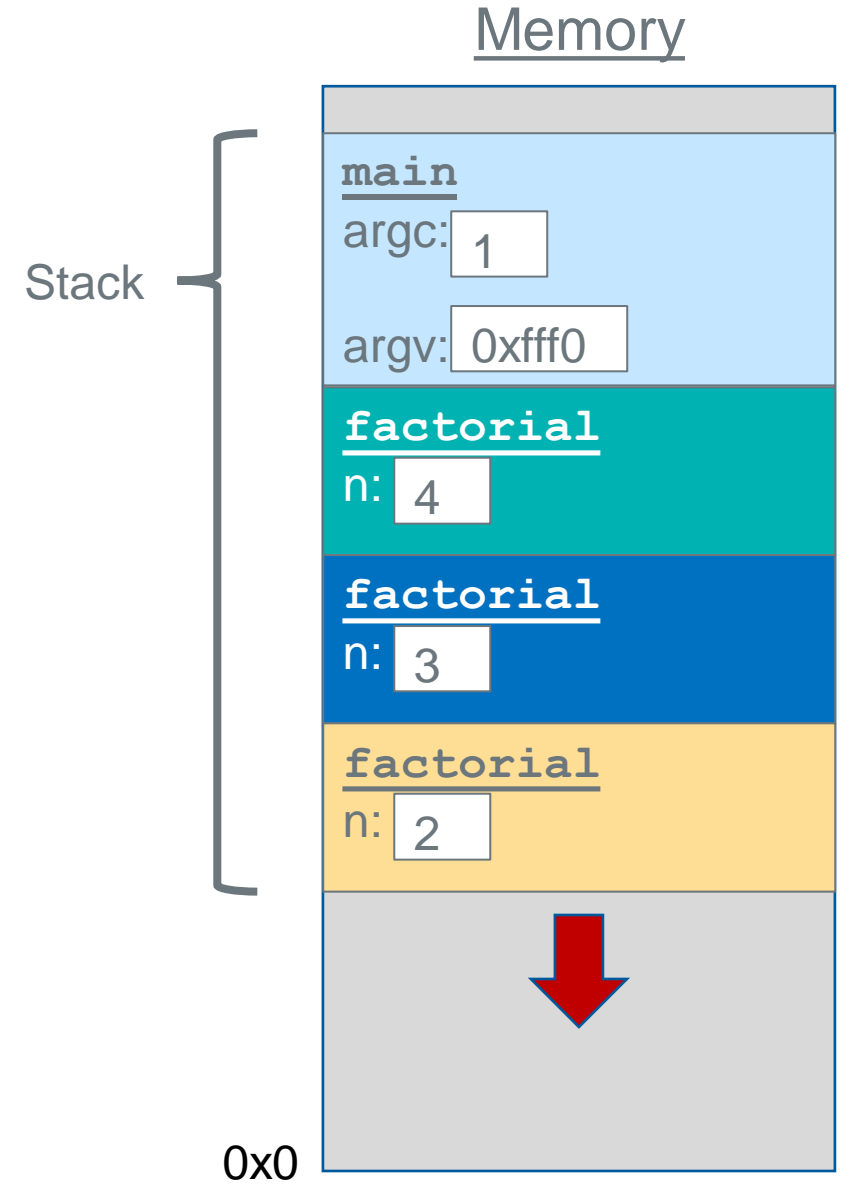 Memory
main
argc: 1
Stack
argv: 0xfff0
factorial
n: 4
factorial
n: 3
factorial
n: 2
0x0